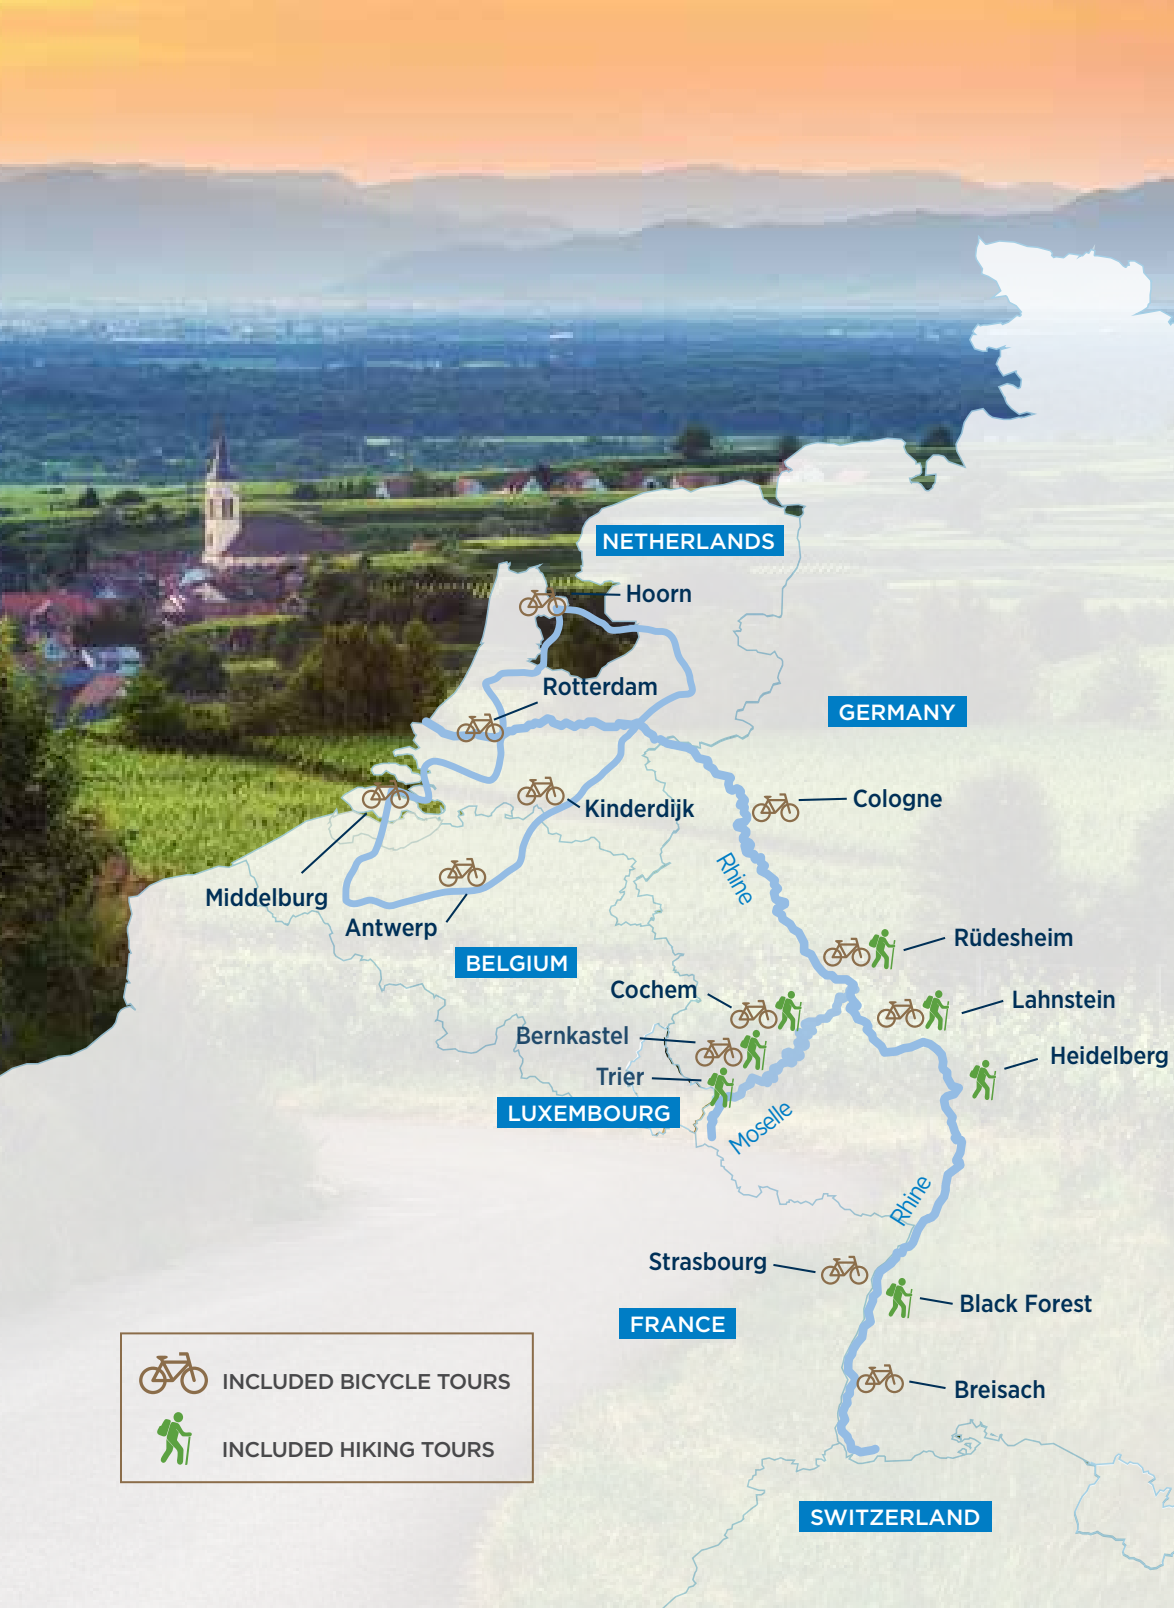 NETHERLANDS
Hoorn
Rotterdam
GERMANY
Cologne
Kinderdijk
Rhine
Middelburg
Antwerp
BELGIUM
Rüdesheim
Cochem
Lahnstein
Bernkastel
Heidelberg
Trier
LUXEMBOURG
Moselle
Rhine
Strasbourg
Black Forest
FRANCE
Breisach
INCLUDED BICYCLE TOURS
INCLUDED HIKING TOURS
SWITZERLAND